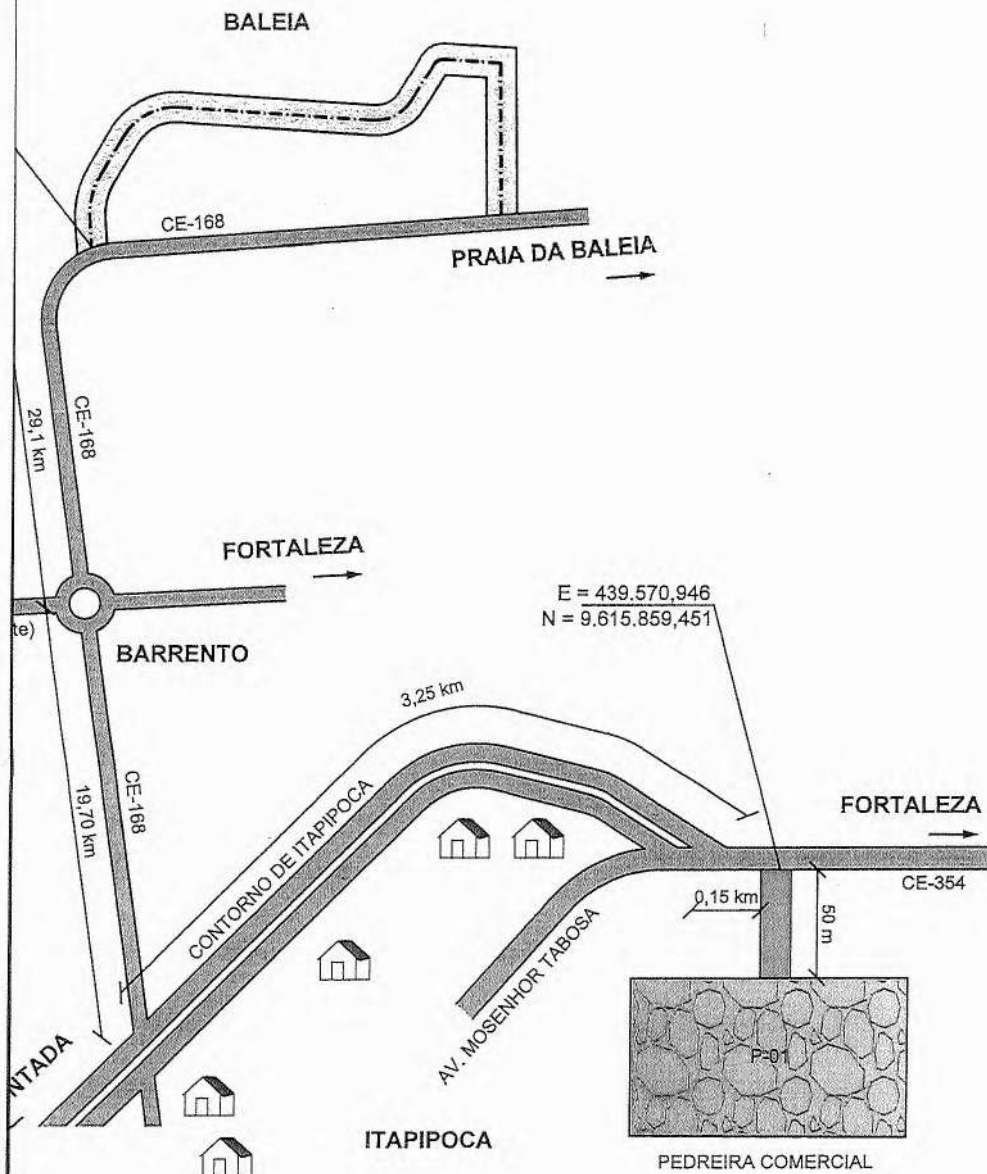 BALEIA
CE-168
PRAIA DA BALEIA
CE-168
29,1 km
FORTALEZA
E = 439.570,946
N = 9.615.859,451
te)
BARRENTO
3,25 km
CE-168
19,70 km
CONTORNO DE ITAPIPOCA
FORTALEZA
CE-354
0,15 km
50 m
AV. MOSENHOR TABOSA
NTADA
P-01
ITAPIPOCA
PEDREIRA COMERCIAL